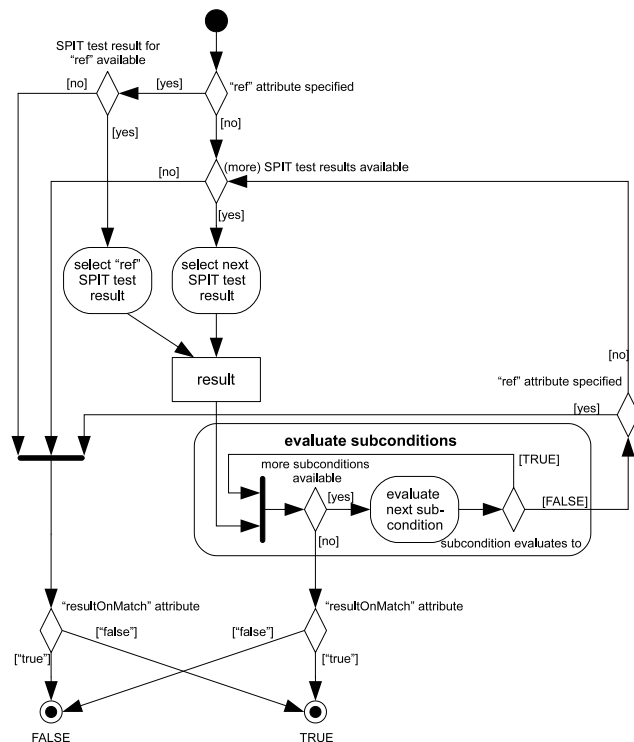 SPIT test result for
“ref” available
[no]
[yes]
“ref” attribute specified
[yes]
[no]
[no]
(more) SPIT test results available
[yes]
select “ref”
SPIT test
result
select next
SPIT test
result
[no]
result
“ref” attribute specified
[yes]
evaluate subconditions
[TRUE]
more subconditions
available
[yes]
evaluate
next sub-
condition
[FALSE]
[no]
subcondition evaluates to
“resultOnMatch” attribute
“resultOnMatch” attribute
[“false”]
[“false”]
[“true”]
[“true”]
FALSE
TRUE